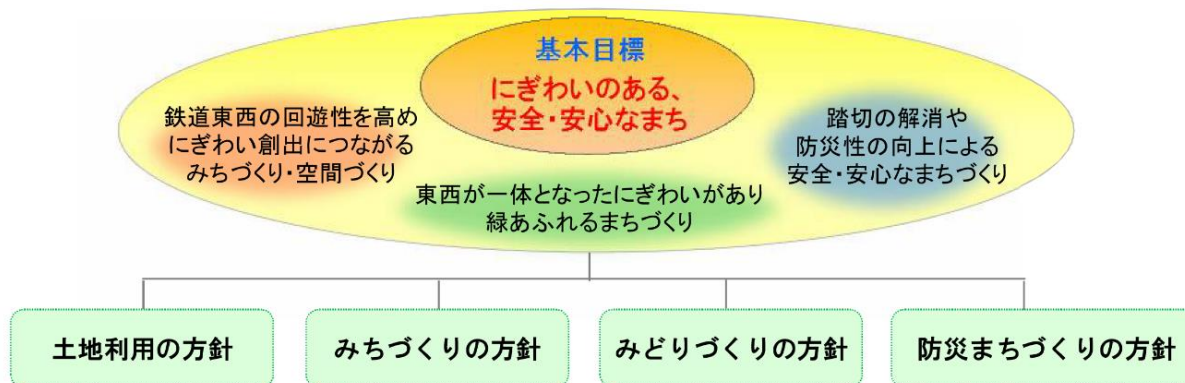 基本目標
にぎわいのある、
安全・安心なまち
鉄道東西の回遊性を高め
にぎわい創出につながる
みちづくり・空間づくり
踏切の解消や
防災性の向上による
安全・安心なまちづくり
東西が一体となったにぎわいがあり
緑あふれるまちづくり
土地利用の方針
みちづくりの方針
みどりづくりの方針
防災まちづくりの方針